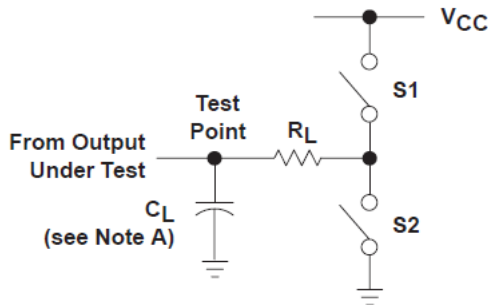 VCC
S1
Test
Point
RL
From Output
Under Test
CL
(see Note A)
S2